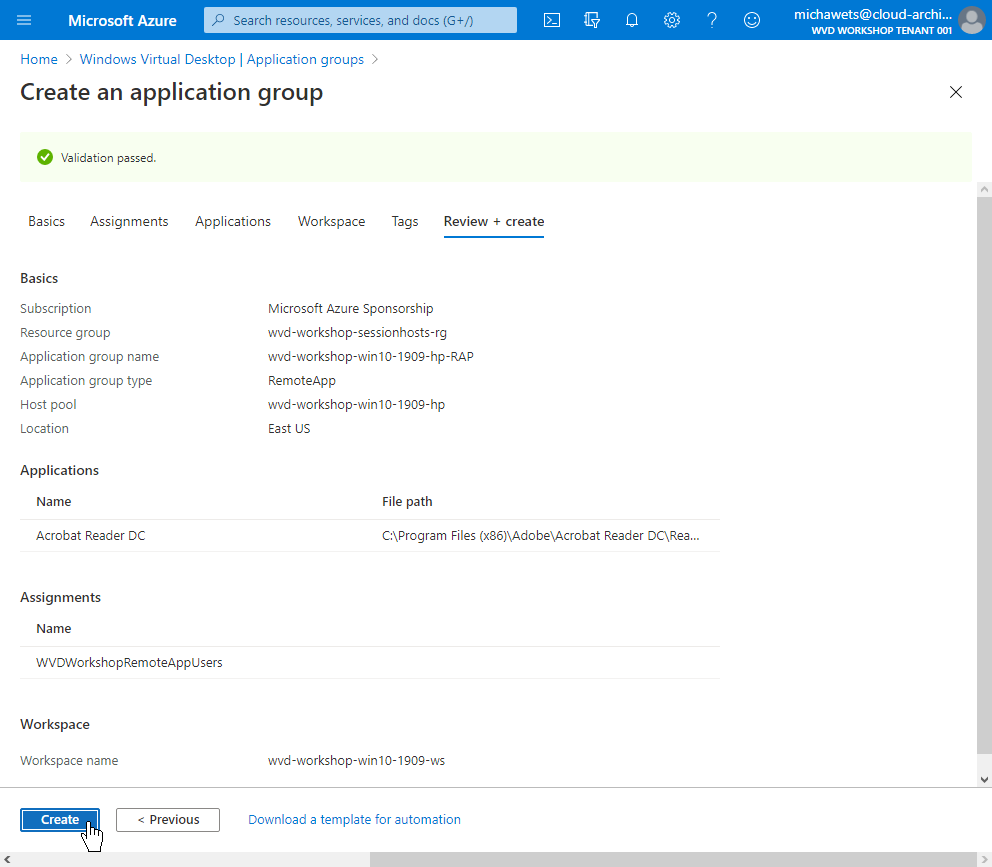 Microsoft Azure
Search resources, services, and docs (G+/)
michawets@cloud-archi...
WVD WORKSHOP TENANT 001
Home > Windows Virtual Desktop | Application groups >
Create an application group
Validation passed.
Basics Assignments Applications Workspace Tags Review + create
Basics
Subscription Microsoft Azure Sponsorship
Resource group wvd-workshop-sessionhosts-rg
Application group name wvd-workshop-win10-1909-hp-RAP
Application group type RemoteApp
Host pool wvd-workshop-win10-1909-hp
Location East US
Applications
Name File path
Acrobat Reader DC C:\Program Files (x86)\Adobe\Acrobat Reader DC\Rea...
Assignments
Name
WVDWorkshopRemoteAppUsers
Workspace
Workspace name wvd-workshop-win10-1909-ws
Create < Previous Download a template for automation